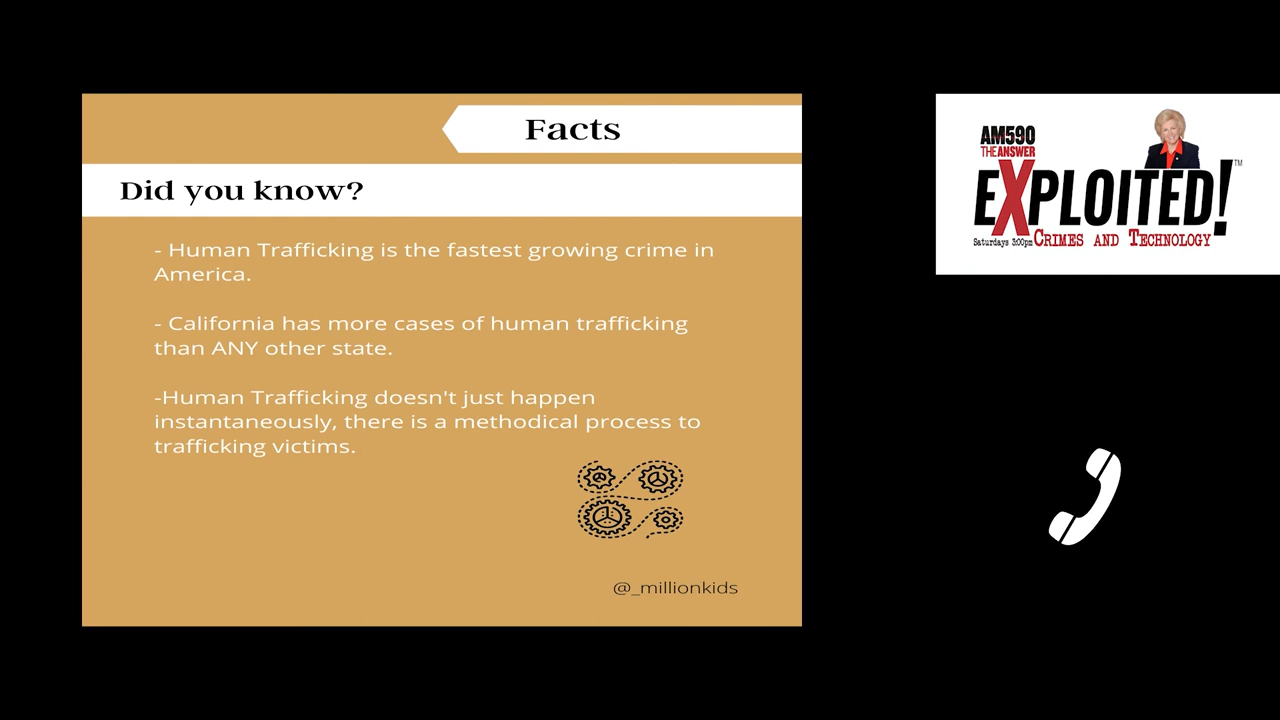 Facts
Did you know?
- Human Trafficking is the fastest growing crime in
America.
- California has more cases of human trafficking
than ANY other state.
-Human Trafficking doesn't just happen
instantaneously, there is a methodical process to
trafficking victims.
@_millionkids
AM590
THE ANSWER
EXPLOITED!™
Saturdays 3:00pm CRIMES AND TECHNOLOGY